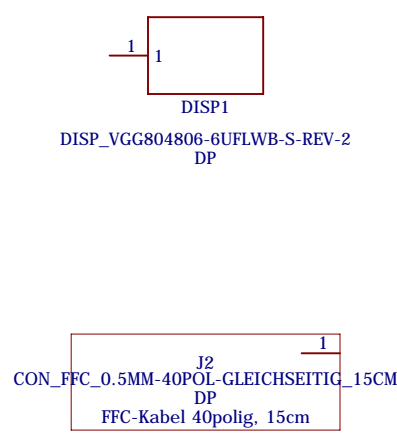 1
1
DISP1
DISP_VGG804806-6UFLWB-S-REV-2
DP
1
J2
CON_FFC_0.5MM-40POL-GLEICHSEITIG_15CM
DP
FFC-Kabel 40polig, 15cm